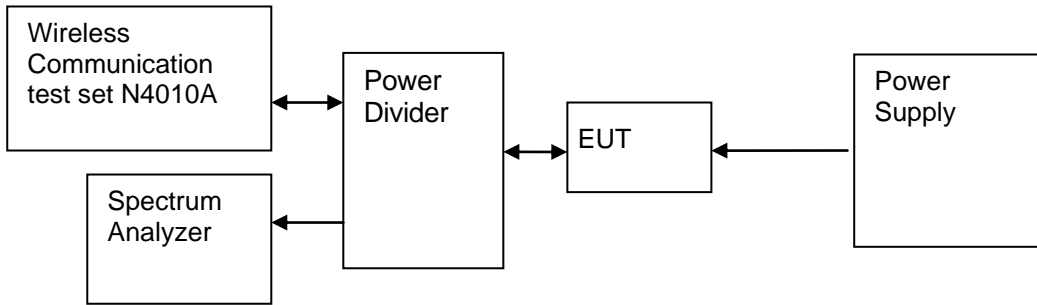 Wireless
Communication
test set N4010A
Power
Divider
EUT
Power
Supply
Spectrum
Analyzer